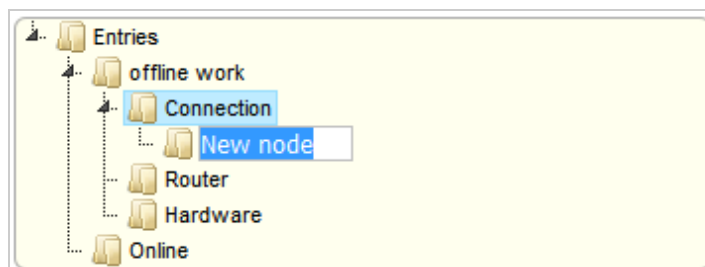 Entries
offline work
Connection
New node
Router
Hardware
Online